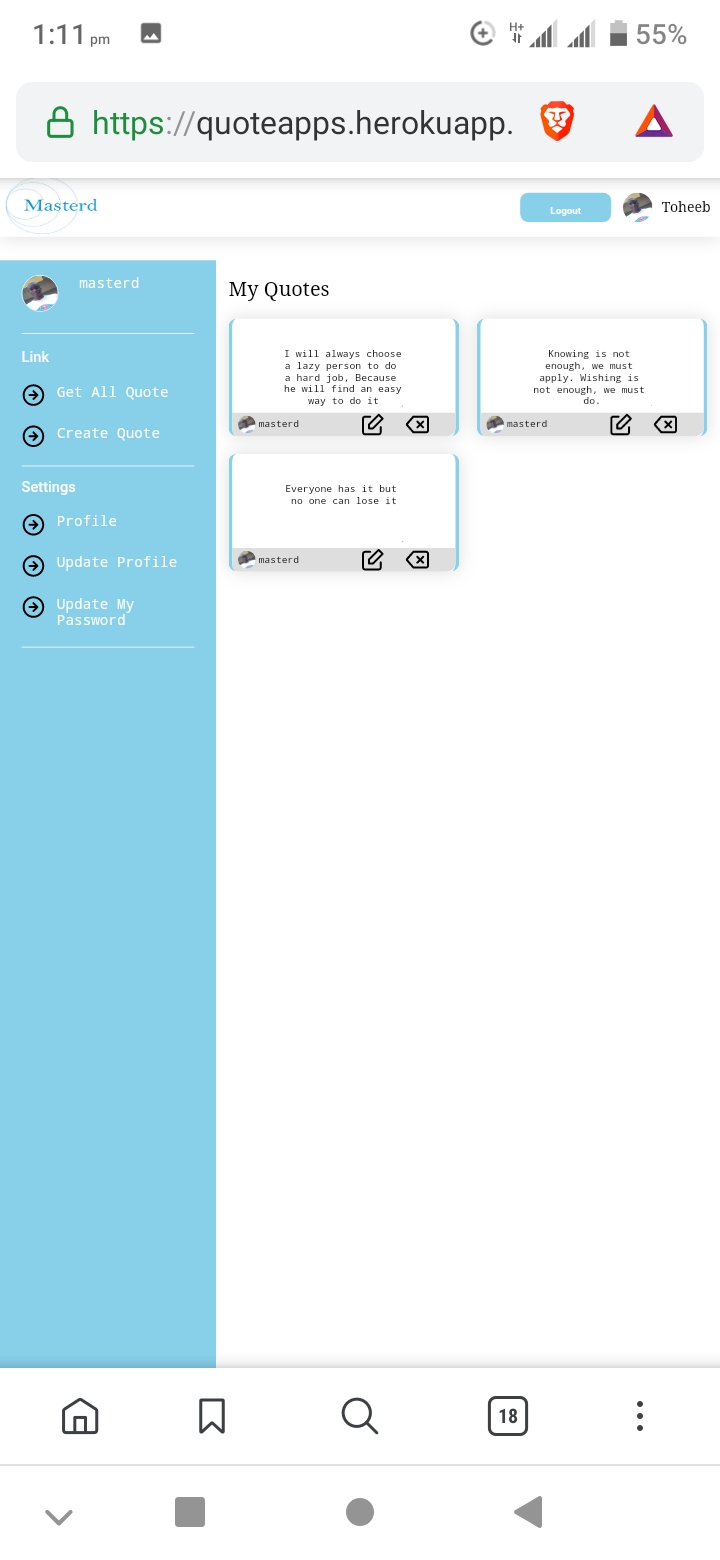 1:11 pm
H+
55%
https://quoteapps.herokuapp.
Masterd
Logout
Toheeb
masterd
Link
Get All Quote
Create Quote
Settings
Profile
Update Profile
Update My
Password
My Quotes
I will always choose
a lazy person to do
a hard job, Because
he will find an easy
way to do it
masterd
Knowing is not
enough, we must
apply. Wishing is
not enough, we must
do.
masterd
Everyone has it but
no one can lose it
masterd
18